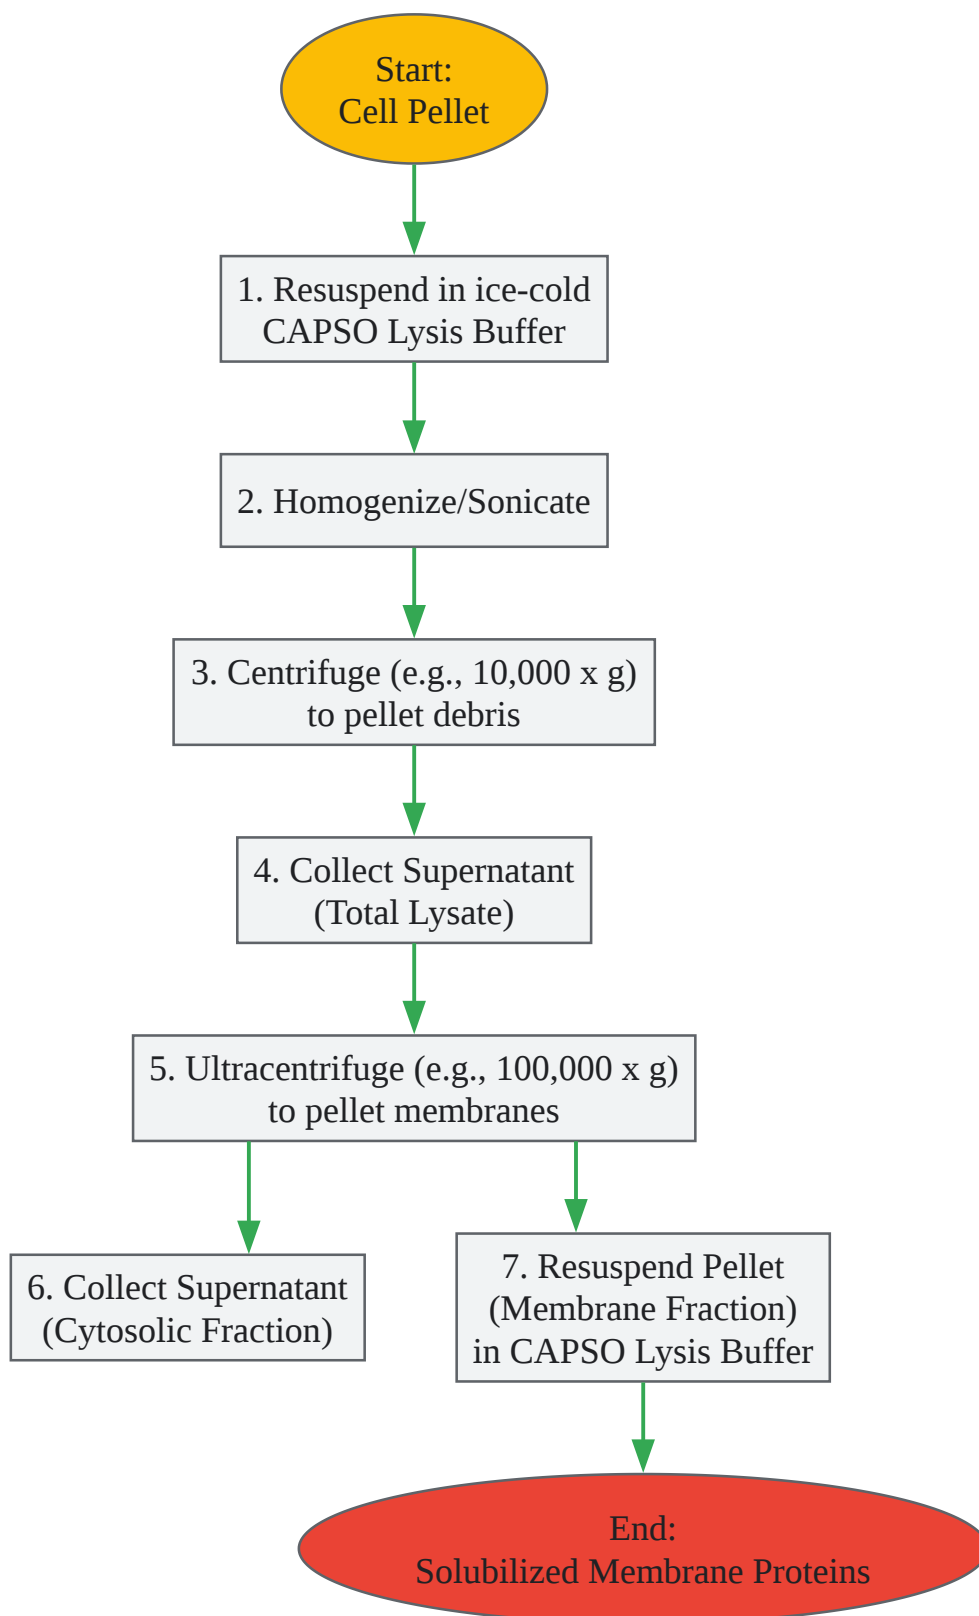 Start:
Cell Pellet
1. Resuspend in ice-cold
CAPSO Lysis Buffer
2. Homogenize/Sonicate
3. Centrifuge (e.g., 10,000 x g)
to pellet debris
4. Collect Supernatant
(Total Lysate)
5. Ultracentrifuge (e.g., 100,000 x g)
to pellet membranes
6. Collect Supernatant
(Cytosolic Fraction)
7. Resuspend Pellet
(Membrane Fraction)
in CAPSO Lysis Buffer
End:
Solubilized Membrane Proteins